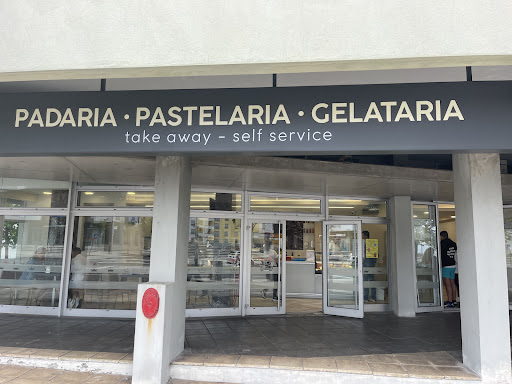 PADARIA • PASTELARIA • GELATARIA
take away - self service